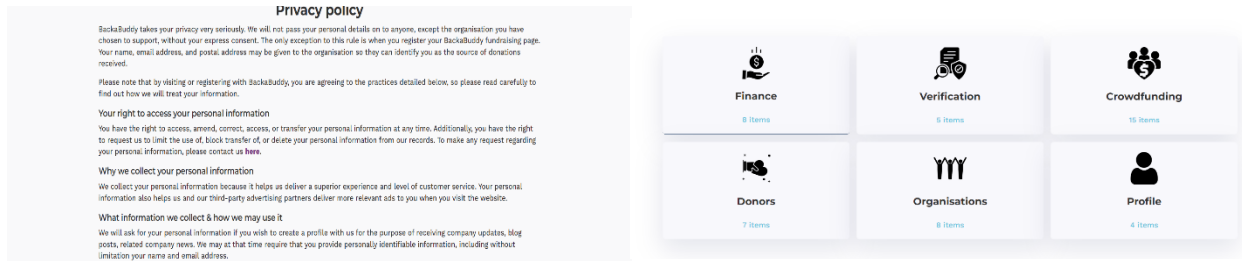 Privacy policy
BackaBuddy takes your privacy very seriously. We will not pass your personal details on to anyone, except the organisation you have
chosen to support, without your express consent. The only exception to this rule is when you register your BackaBuddy fundraising page.
Your name, email address, and postal address may be given to the organisation so they can identify you as the source of donations
received.
Please note that by visiting or registering with BackaBuddy, you are agreeing to the practices detailed below, so please read carefully to
find out how we will treat your information.
Your right to access your personal information
You have the right to access, amend, correct, access, or transfer your personal information at any time. Additionally, you have the right
to request us to limit the use of, block transfer of, or delete your personal information from our records. To make any request regarding
your personal information, please contact us here.
Why we collect your personal information
We collect your personal information because it helps us deliver a superior experience and level of customer service. Your personal
information also helps us and our third-party advertising partners deliver more relevant ads to you when you visit the website.
What information we collect & how we may use it
We will ask for your personal information if you wish to create a profile with us for the purpose of receiving company updates, blog
posts, related company news. We may at that time require that you provide personally identifiable information, including without
limitation your name and email address.
Finance
items
Verification
5 items
Crowdfunding
15 items
Donors
7 items
Organisations
items
Profile
4 items